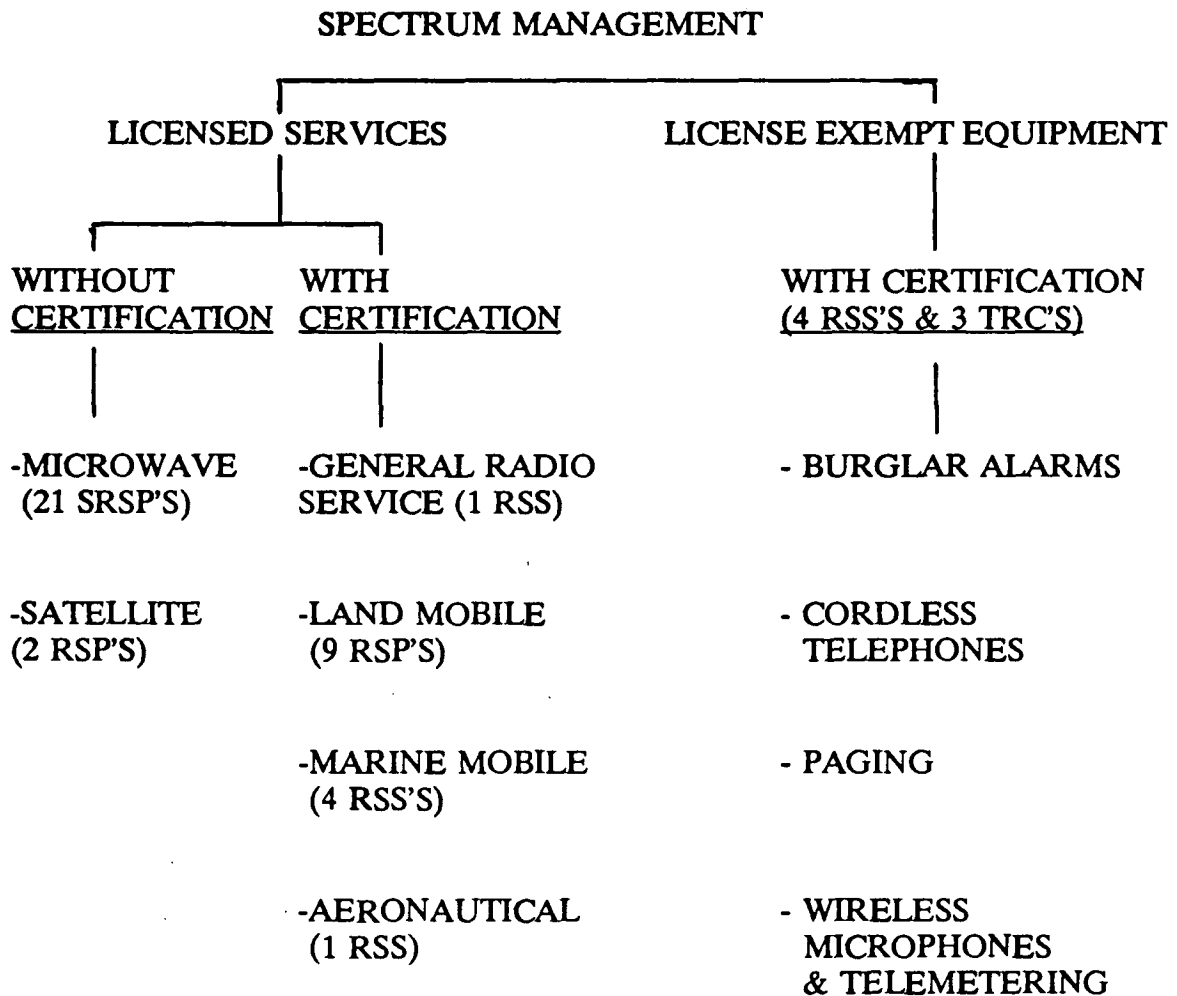 SPECTRUM MANAGEMENT
LICENSED SERVICES
LICENSE EXEMPT EQUIPMENT
WITHOUT
CERTIFICATION
-MICROWAVE
(21 SRSP'S)
-SATELLITE
(2 RSP'S)
WITH
CERTIFICATION
-GENERAL RADIO
SERVICE (1 RSS)
-LAND MOBILE
(9 RSP'S)
-MARINE MOBILE
(4 RSS'S)
-AERONAUTICAL
(1 RSS)
WITH CERTIFICATION
(4 RSS'S & 3 TRC'S)
- BURGLAR ALARMS
- CORDLESS
TELEPHONES
- PAGING
- WIRELESS
MICROPHONES
& TELEMETERING